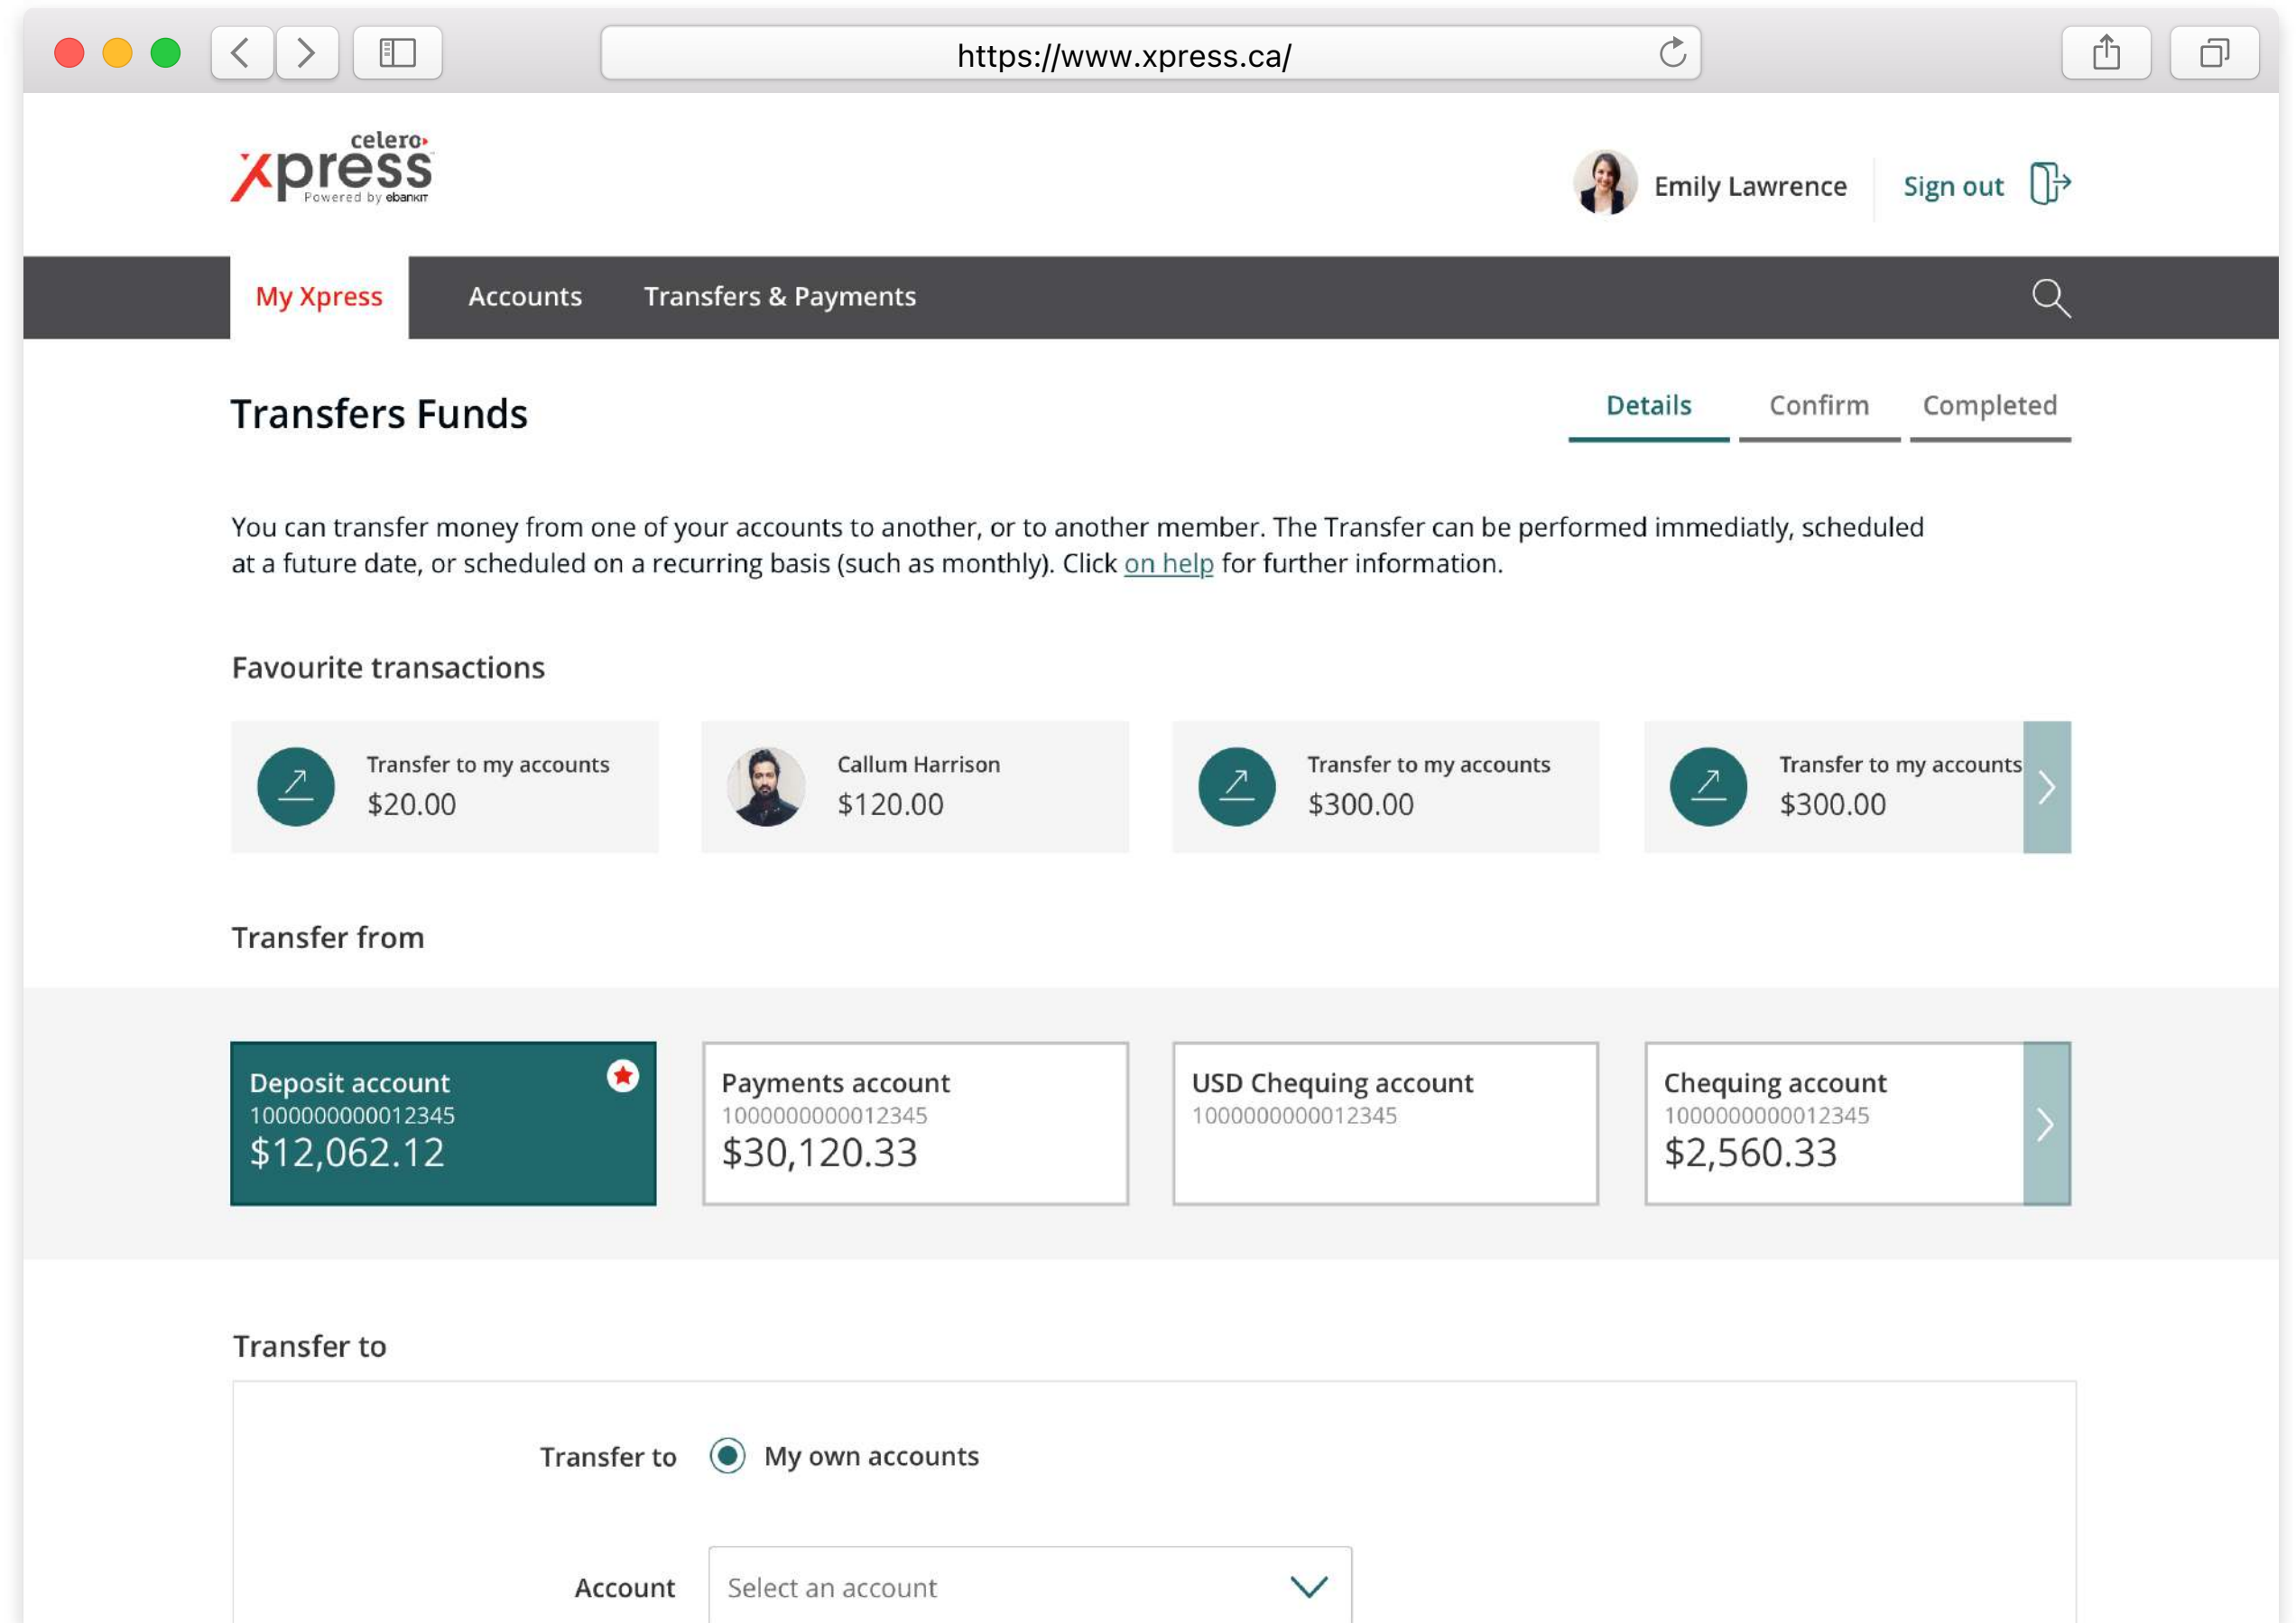 https://www.xpress.ca/
celero
xpress
Powered by ebankIT
Emily Lawrence
Sign out
My Xpress
Accounts
Transfers & Payments
Transfers Funds
Details
Confirm
Completed
You can transfer money from one of your accounts to another, or to another member. The Transfer can be performed immediatly, scheduled
at a future date, or scheduled on a recurring basis (such as monthly). Click on help for further information.
Favourite transactions
Transfer to my accounts
$20.00
Callum Harrison
$120.00
Transfer to my accounts
$300.00
Transfer to my accounts
$300.00
Transfer from
Deposit account
1000000000012345
$12,062.12
Payments account
1000000000012345
$30,120.33
USD Chequing account
1000000000012345
Chequing account
1000000000012345
$2,560.33
Transfer to
Transfer to
My own accounts
Account
Select an account